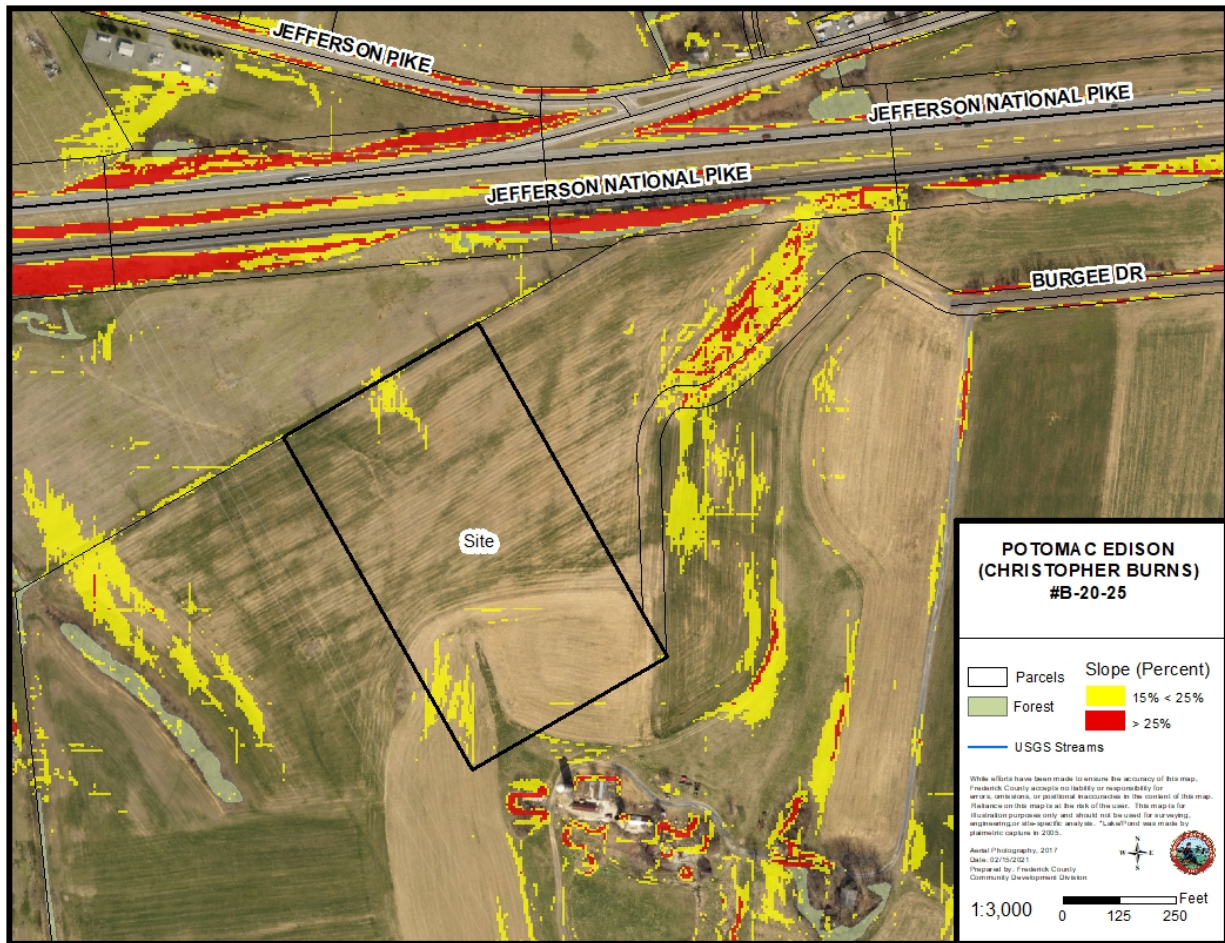 JEFFERSON PIKE
JEFFERSON NATIONAL PIKE
JEFFERSON NATIONAL PIKE
BURGEE DR
Site
POTOMAC EDISON
(CHRISTOPHER BURNS)
#B-20-25
Parcels
Forest
USGS Streams
Slope (Percent)
15% < 25%
> 25%
While efforts have been made to ensure the accuracy of this map,
Frederick County accepts no liability or responsibility for
errors, omissions, or positional inaccuracies in the content of this map.
Reliance on this map is at the risk of the user. This map is for
illustration purposes only and should not be used for surveying,
engineering, or site-specific analysis. *Lake/Pond was made by
planimetric capture in 2005.
Aerial Photography, 2017
Date: 02/15/2021
Prepared by: Frederick County
Community Development Division
N
W E
S
1:3,000
Feet
0 125 250